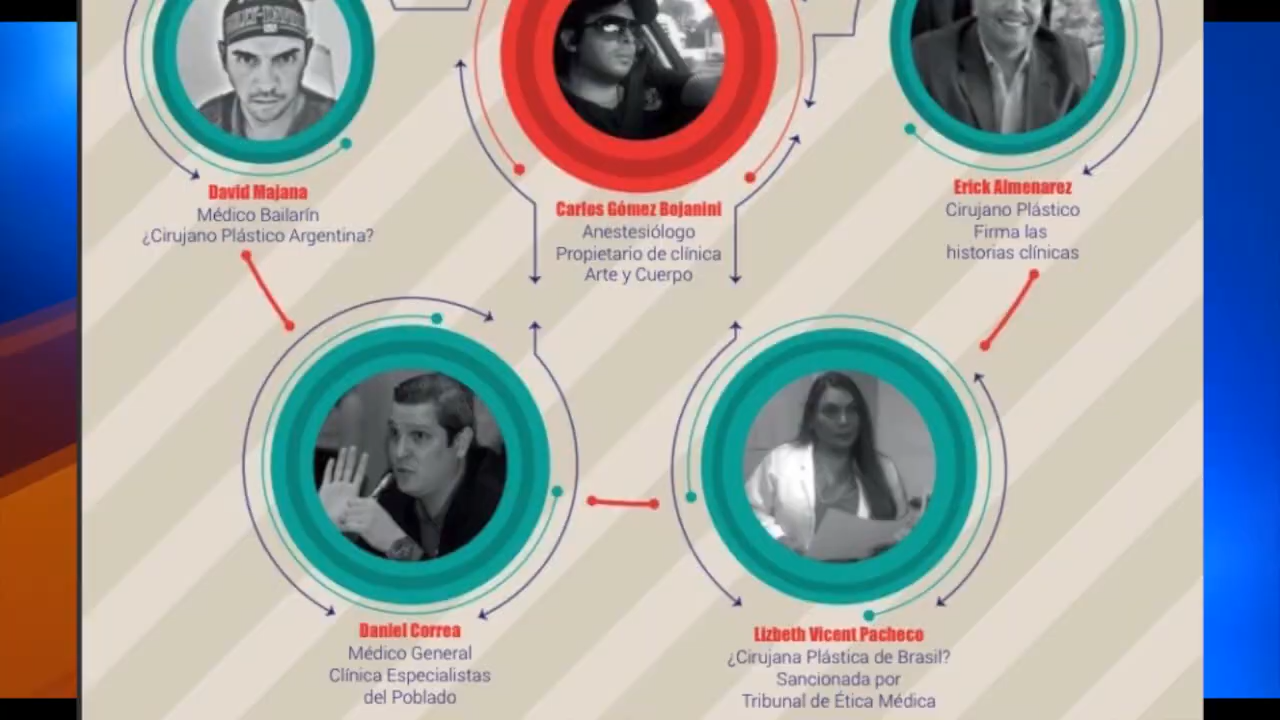 HARLEY-DAVIDSON
David Majana
Médico Bailarín
¿Cirujano Plástico Argentina?
Carlos Gómez Bojanini
Anestesiólogo
Propietario de clínica
Arte y Cuerpo
Erick Almenarez
Cirujano Plástico
Firma las
historias clínicas
Daniel Correa
Médico General
Clínica Especialistas
del Poblado
Lizbeth Vicent Pacheco
¿Cirujana Plástica de Brasil?
Sancionada por
Tribunal de Ética Médica